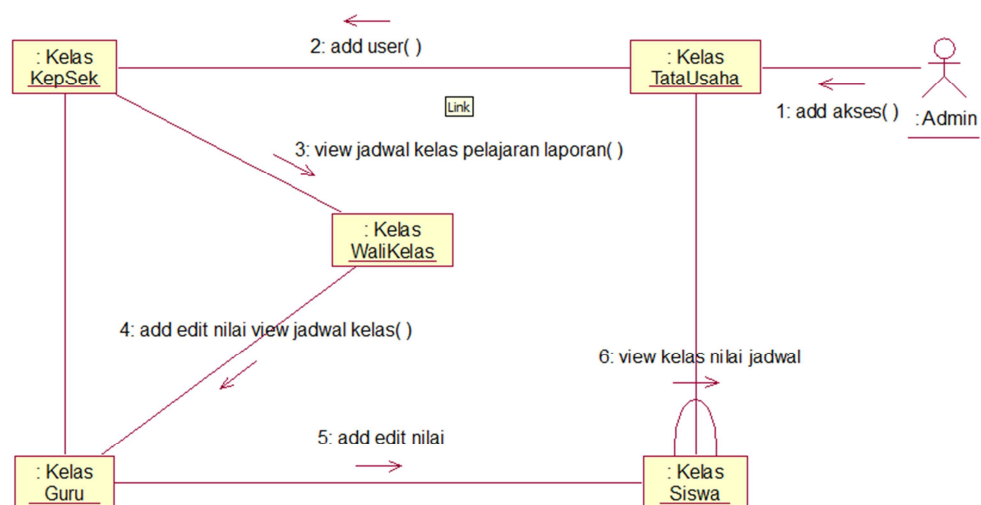 2: add user( )
: Kelas
KepSek
: Kelas
TataUsaha
1: add akses( )
: Admin
Link
3: view jadwal kelas pelajaran laporan( )
: Kelas
WaliKelas
4: add edit nilai view jadwal kelas( )
6: view kelas nilai jadwal
5: add edit nilai
: Kelas
Guru
: Kelas
Siswa